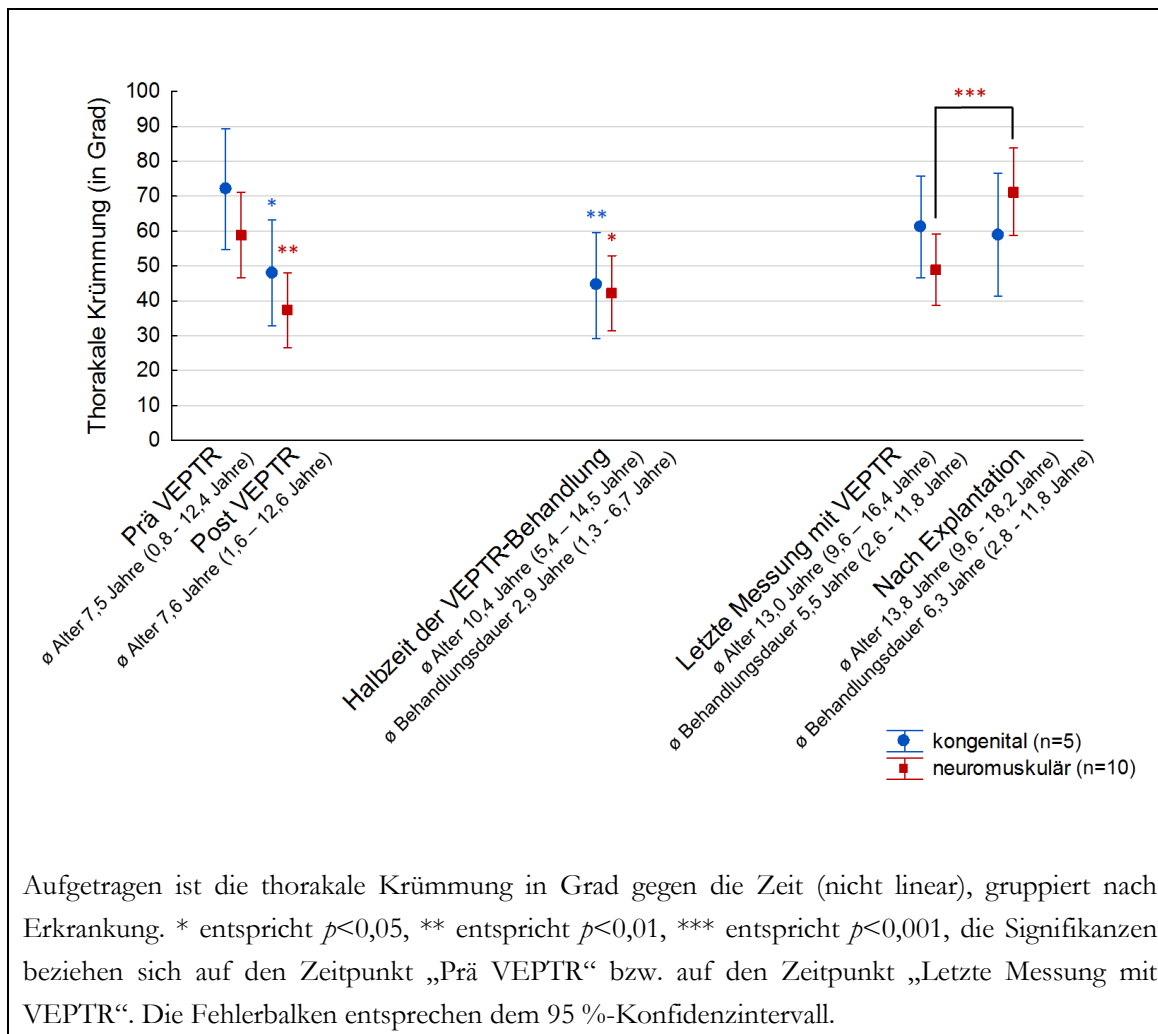 100
90
80
70
60
50
40
30
20
10
0
Thorakale Krümmung (in Grad)
*
**
**
*
***
Prä VEPTR
ø Alter 7,5 Jahre (0,8 - 12,4 Jahre)
Post VEPTR
ø Alter 7,6 Jahre (1,6 – 12,6 Jahre)
Halbzeit der VEPTR-Behandlung
ø Alter 10,4 Jahre (5,4 – 14,5 Jahre)
ø Behandlungsdauer 2,9 Jahre (1,3 - 6,7 Jahre)
Letzte Messung mit VEPTR
ø Alter 13,0 Jahre (9,6 – 16,4 Jahre)
ø Behandlungsdauer 5,5 Jahre (2,6 - 11,8 Jahre)
Nach Explantation
ø Alter 13,8 Jahre (9,6 - 18,2 Jahre)
ø Behandlungsdauer 6,3 Jahre (2,8 - 11,8 Jahre)
kongenital (n=5)
neuromuskulär (n=10)
Aufgetragen ist die thorakale Krümmung in Grad gegen die Zeit (nicht linear), gruppiert nach
Erkrankung. * entspricht p<0,05, ** entspricht p<0,01, *** entspricht p<0,001, die Signifikanzen
beziehen sich auf den Zeitpunkt „Prä VEPTR“ bzw. auf den Zeitpunkt „Letzte Messung mit
VEPTR“. Die Fehlerbalken entsprechen dem 95 %-Konfidenzintervall.